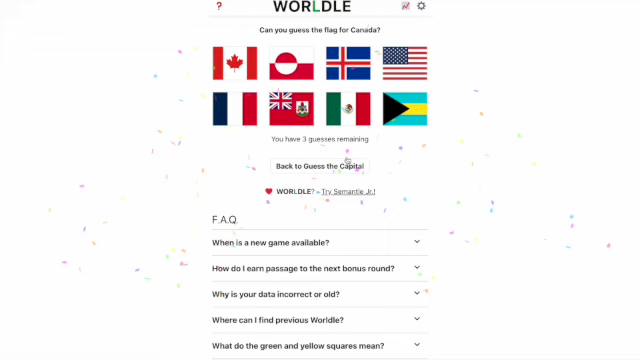 ?
WORLDLE
Can you guess the flag for Canada?
You have 3 guesses remaining
Back to Guess the Capital
WORLDLE? - Try Semantle Jr.!
F.A.Q.
When is a new game available?
How do I earn passage to the next bonus round?
Why is your data incorrect or old?
Where can I find previous Worldle?
What do the green and yellow squares mean?